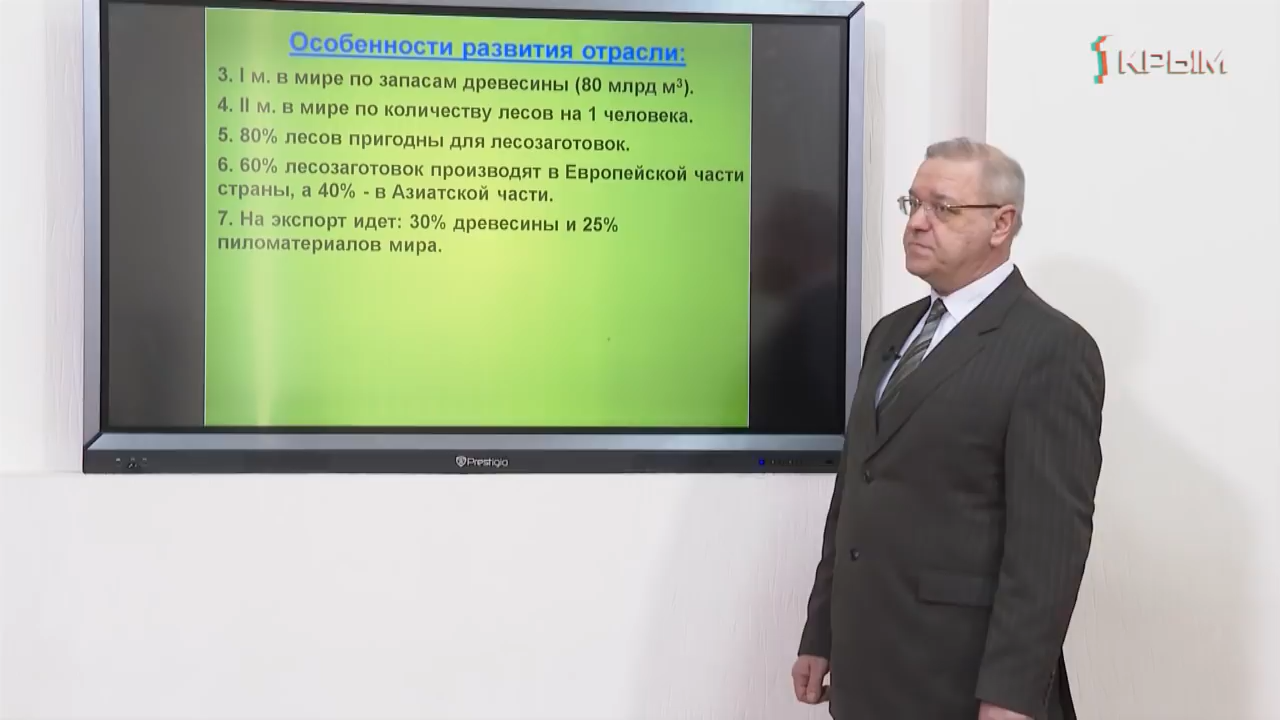 Особенности развития отрасли:
3. I м. в мире по запасам древесины (80 млрд м³).
4. II м. в мире по количеству лесов на 1 человека.
5. 80% лесов пригодны для лесозаготовок.
6. 60% лесозаготовок производят в Европейской части
страны, а 40% - в Азиатской части.
7. На экспорт идет: 30% древесины и 25%
пиломатериалов мира.
1 КРЫМ
Prestigio